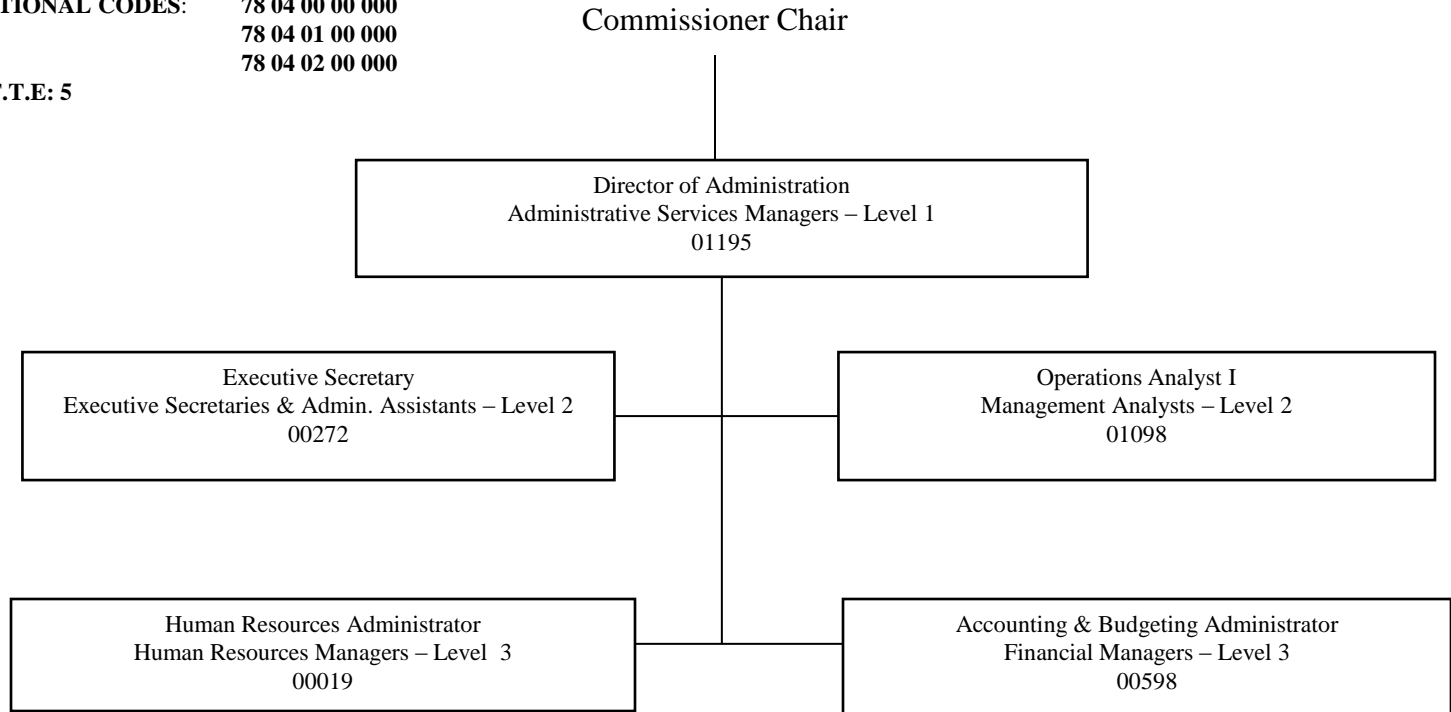 TIONAL CODES: 78 04 00 00 000
78 04 01 00 000
78 04 02 00 000
.T.E: 5
Commissioner Chair
Director of Administration
Administrative Services Managers – Level 1
01195
Executive Secretary
Executive Secretaries & Admin. Assistants – Level 2
00272
Operations Analyst I
Management Analysts – Level 2
01098
Human Resources Administrator
Human Resources Managers – Level 3
00019
Accounting & Budgeting Administrator
Financial Managers – Level 3
00598